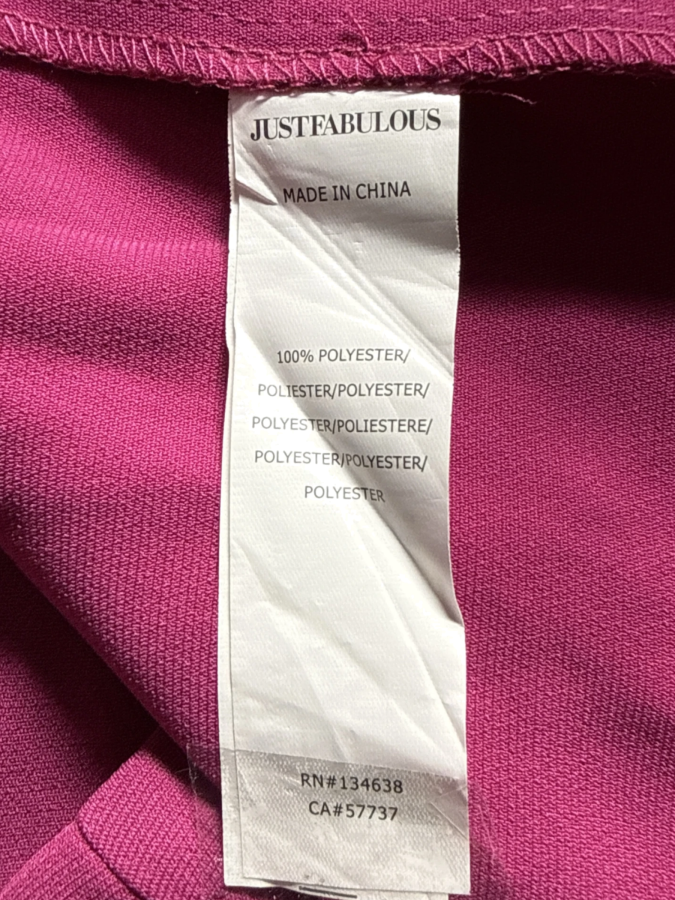 JUSTFABULOUS
MADE IN CHINA
100% POLYESTER/
POLIESTER/POLYESTER/
POLYESTER/POLIESTERE/
POLYESTER/POLYESTER/
POLYESTER
RN#134638
CA#57737